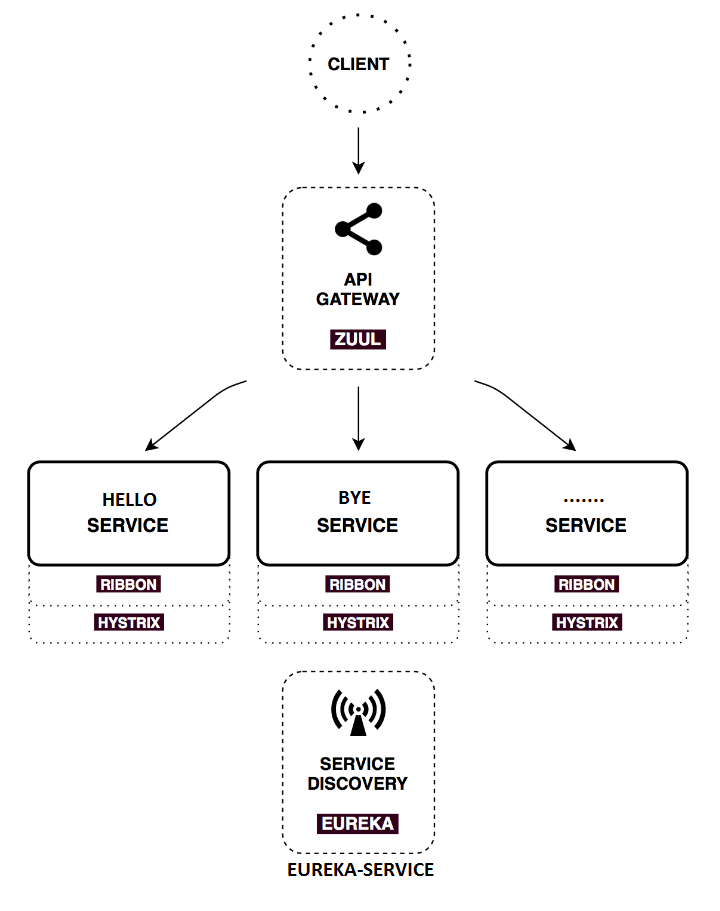 CLIENT
API
GATEWAY
ZUUL
HELLO
SERVICE
BYE
SERVICE
.......
SERVICE
RIBBON
RIBBON
RIBBON
HYSTRIX
HYSTRIX
HYSTRIX
SERVICE
DISCOVERY
EUREKA
EUREKA-SERVICE